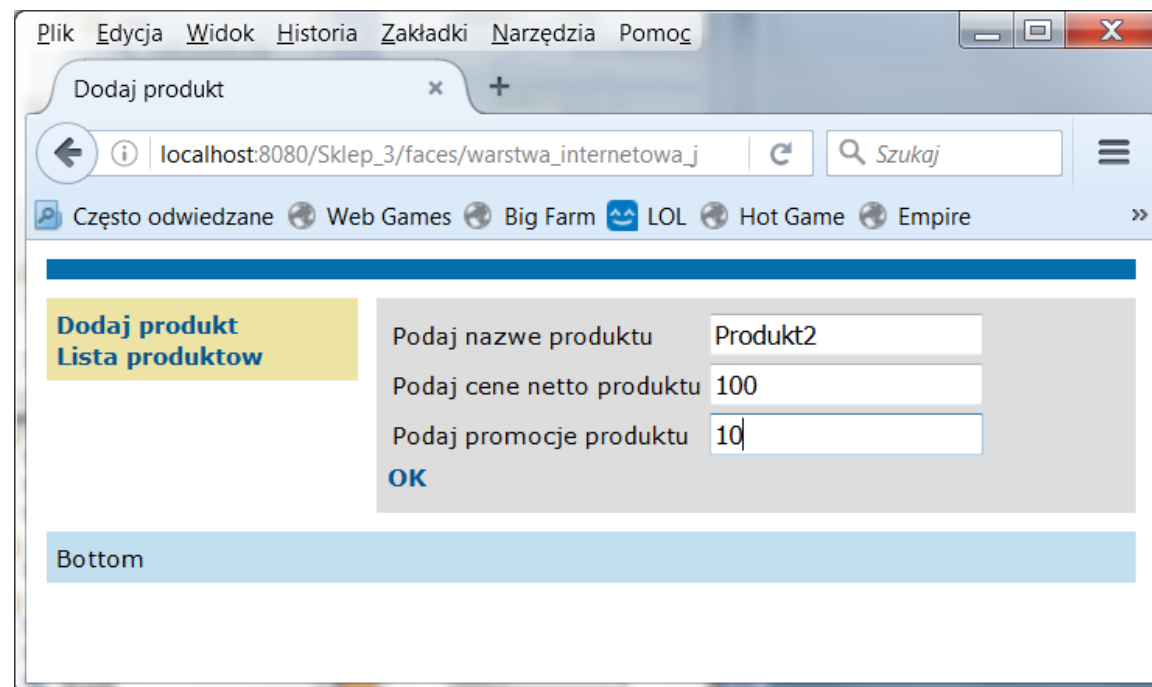 Plik Edycja Widok Historia Zakładki Narzędzia Pomoc
Dodaj produkt
localhost:8080/Sklep_3/faces/warstwa_internetowa_j
Szukaj
Często odwiedzane Web Games Big Farm LOL Hot Game Empire
Dodaj produkt
Lista produktow
Podaj nazwe produktu Produkt2
Podaj cene netto produktu 100
Podaj promocje produktu 10
OK
Bottom